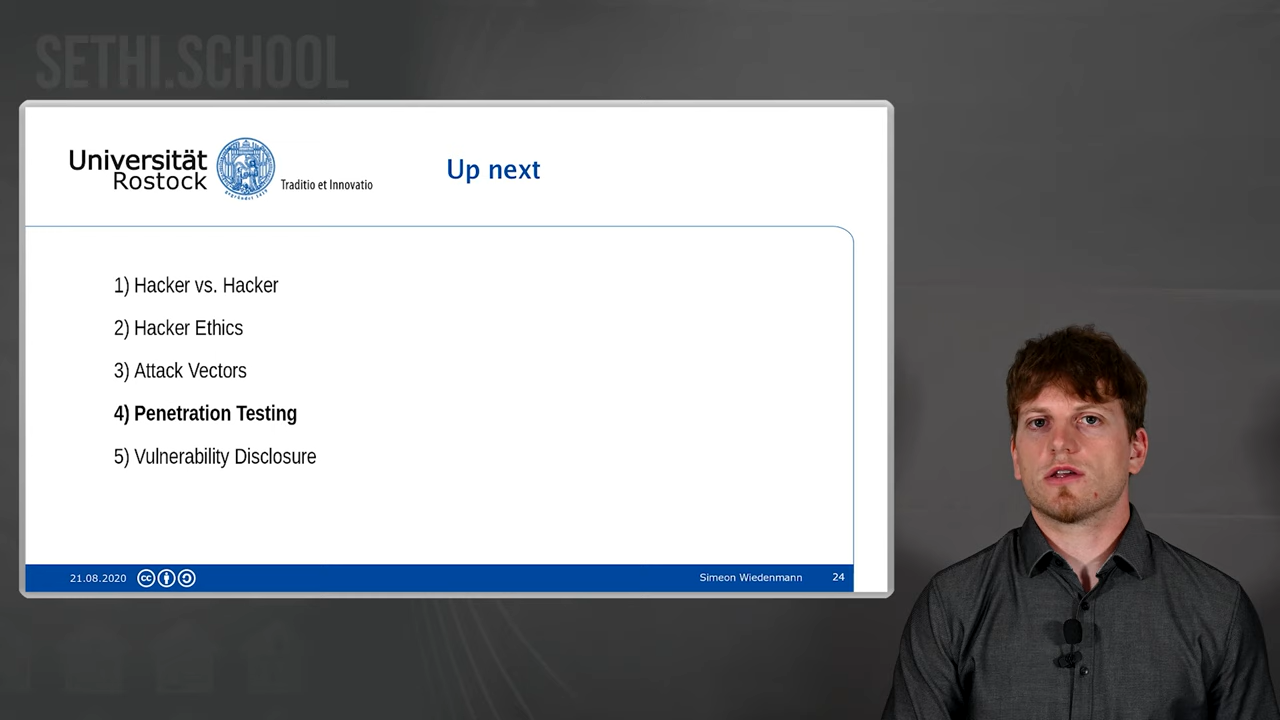 SETHI.SCHOOL
Universität
Rostock
Traditio et Innovatio
Up next
1) Hacker vs. Hacker
2) Hacker Ethics
3) Attack Vectors
4) Penetration Testing
5) Vulnerability Disclosure
21.08.2020
cc
Simeon Wiedenmann
24